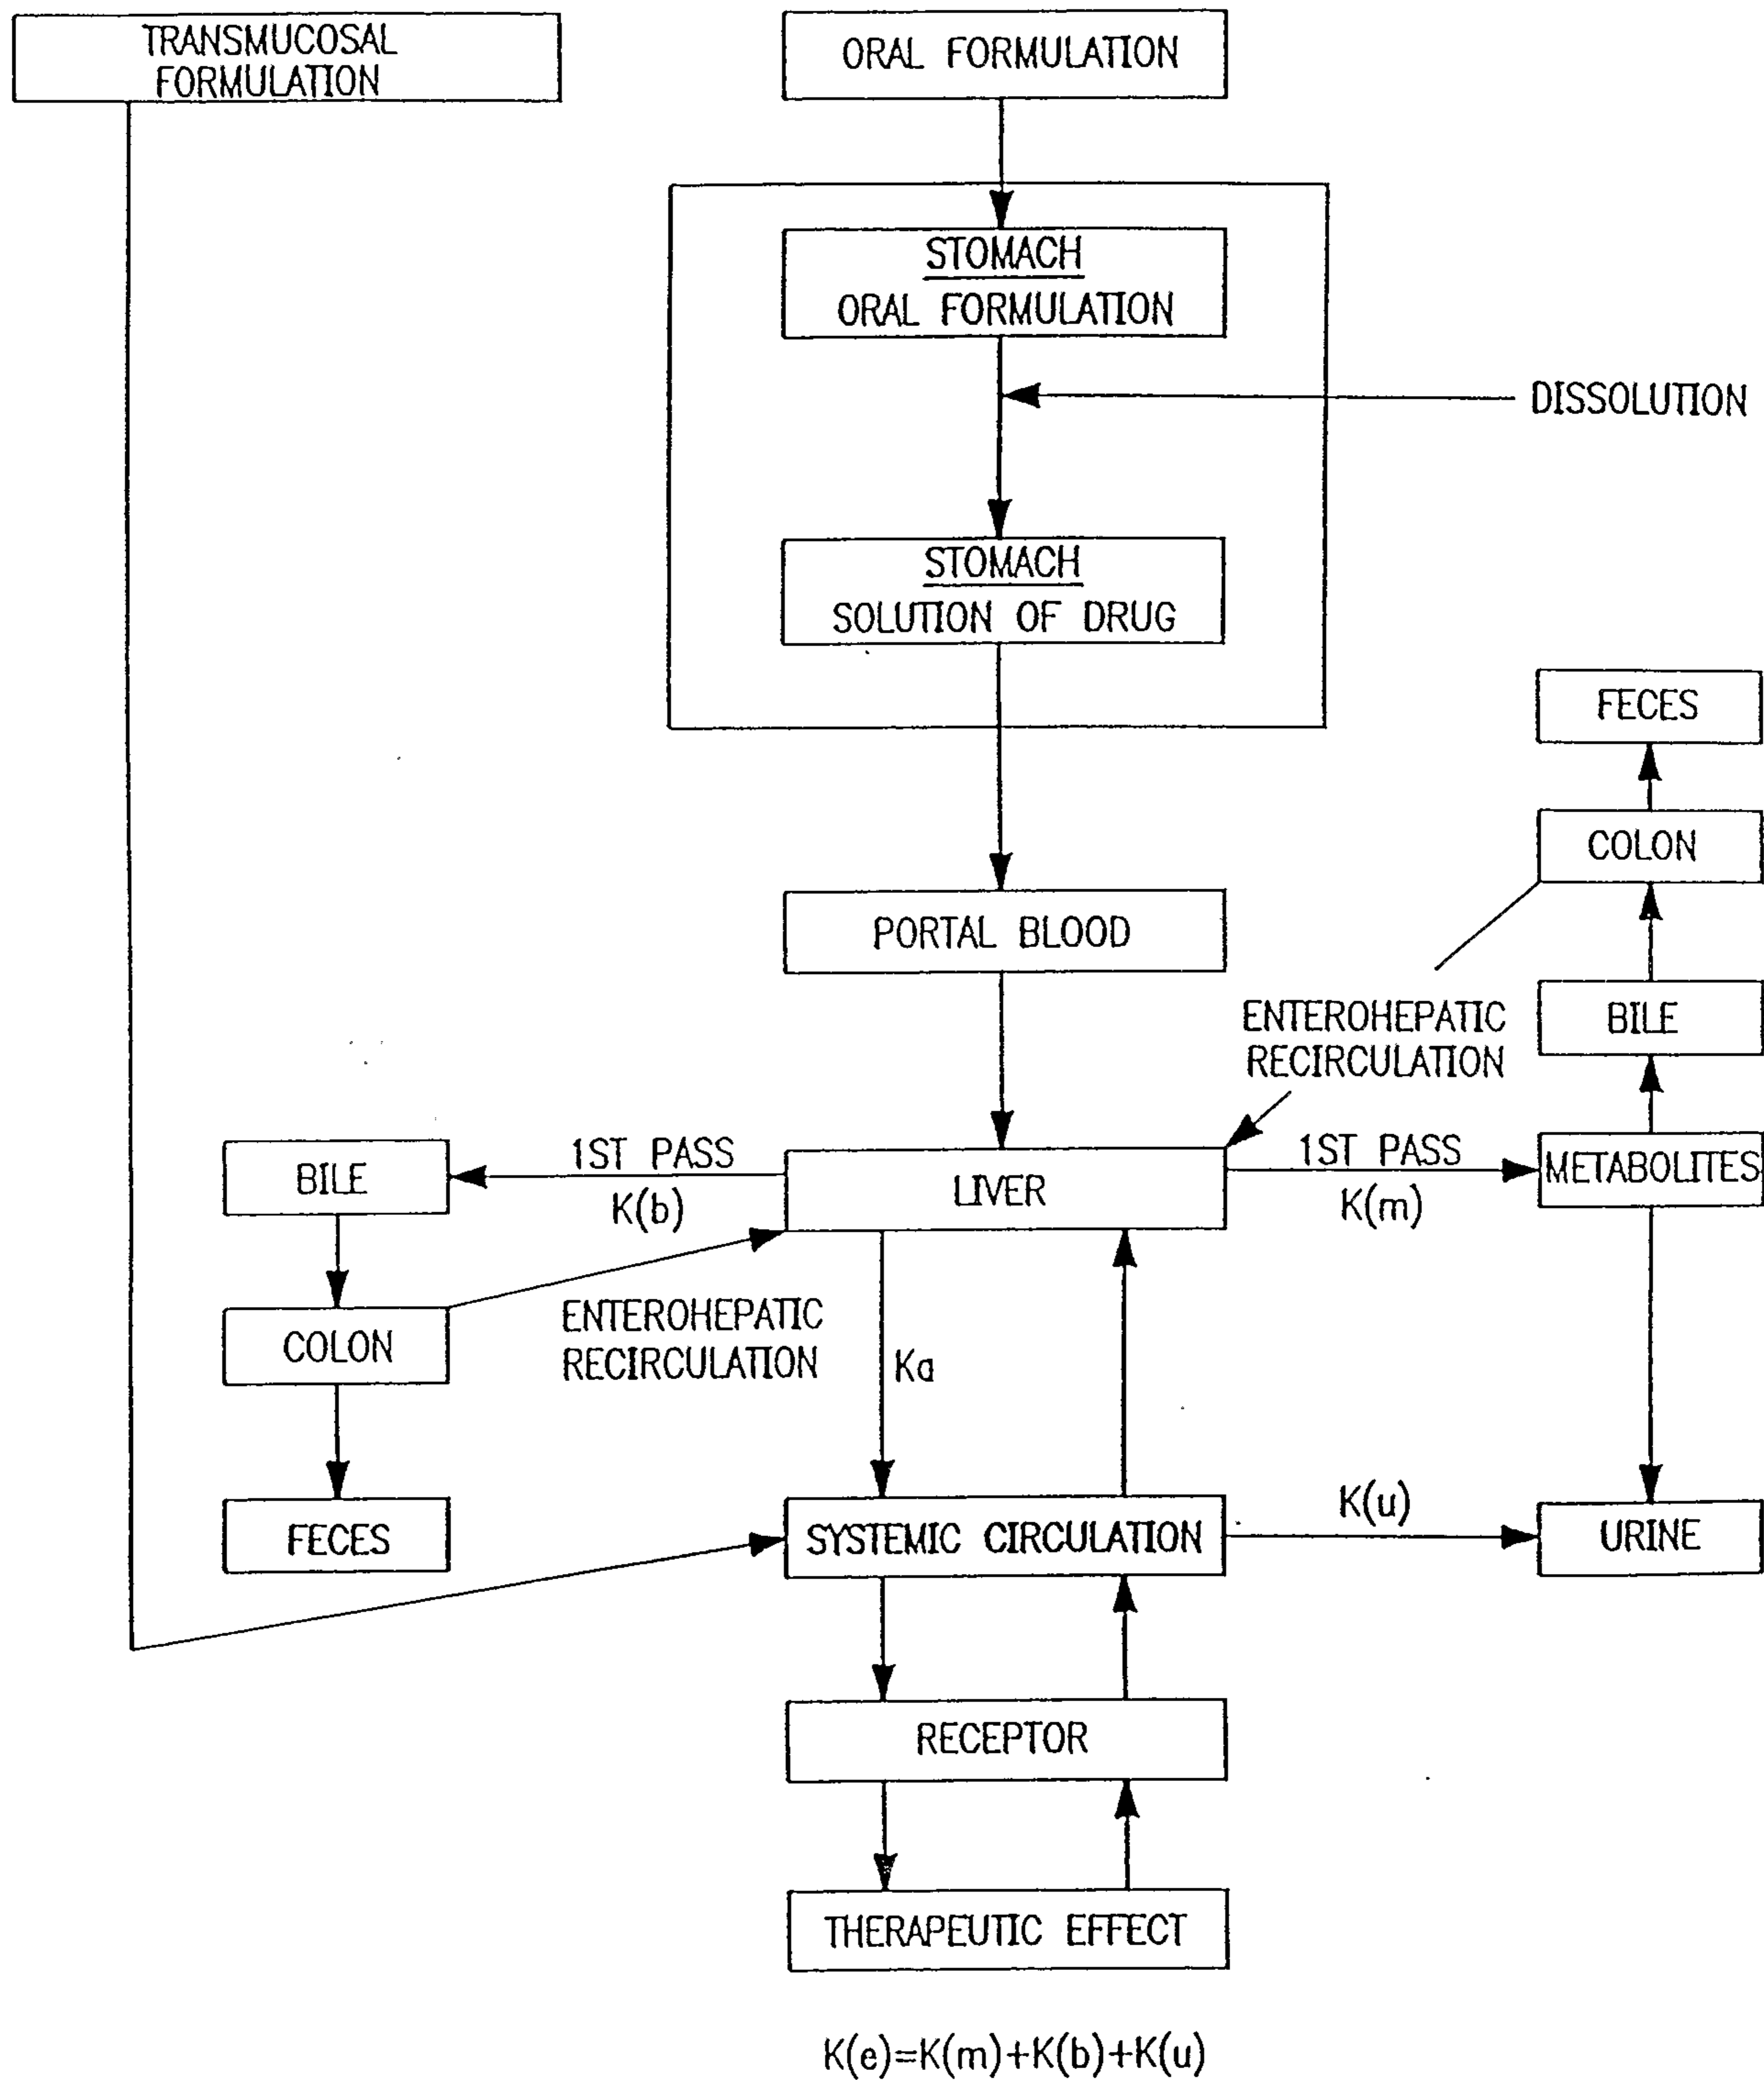 TRANSMUCOSAL
FORMULATION
ORAL FORMULATION
STOMACH
ORAL FORMULATION
DISSOLUTION
STOMACH
SOLUTION OF DRUG
FECES
COLON
PORTAL BLOOD
BILE
ENTEROHEPATIC
RECIRCULATION
BILE
1ST PASS
K(b)
LIVER
1ST PASS
K(m)
METABOLITES
COLON
ENTEROHEPATIC
RECIRCULATION
Ka
FECES
SYSTEMIC CIRCULATION
K(u)
URINE
RECEPTOR
THERAPEUTIC EFFECT
K(e)=K(m)+K(b)+K(u)